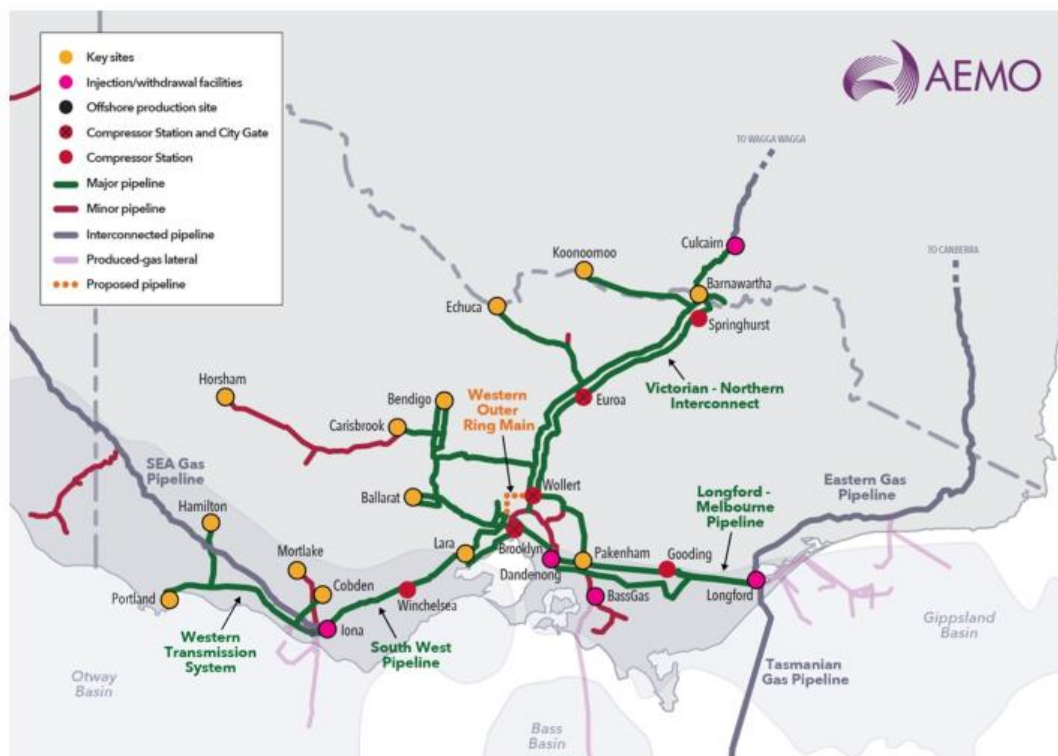 Key sites
Injection/withdrawal facilities
Offshore production site
Compressor Station and City Gate
Compressor Station
Major pipeline
Minor pipeline
Interconnected pipeline
Produced-gas lateral
Proposed pipeline
AEMO
TO WAGGA WAGGA
Culcairn
TO CANBERRA
Koonoomoo
Barnawartha
Echuca
Springhurst
Horsham
Bendigo
Western
Outer
Ring Main
Euroa
Victorian - Northern
Interconnect
Carisbrook
SEA Gas
Pipeline
Ballarat
Wollert
Longford -
Melbourne
Pipeline
Eastern Gas
Pipeline
Hamilton
Lara
Brooklyn
Pakenham
Gooding
Mortlake
Dandenong
Cobden
Portland
Winchelsea
BassGas
Longford
Iona
Western
Transmission
System
South West
Pipeline
Gippsland
Basin
Otway
Basin
Tasmanian
Gas Pipeline
Bass
Basin